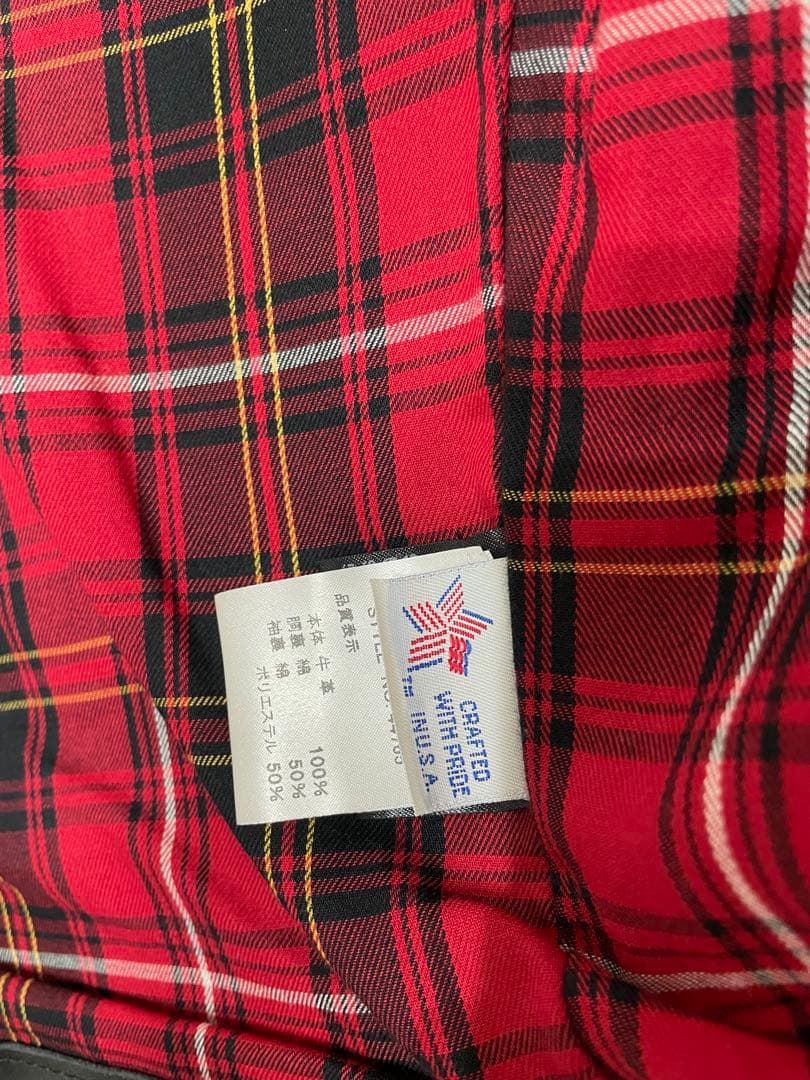 CRAFTED
WITH PRIDE
IN U.S.A.
TM
品質表示
本体 牛革 100%
胴裏 綿 50%
袖裏 綿
ポリエステル 50%